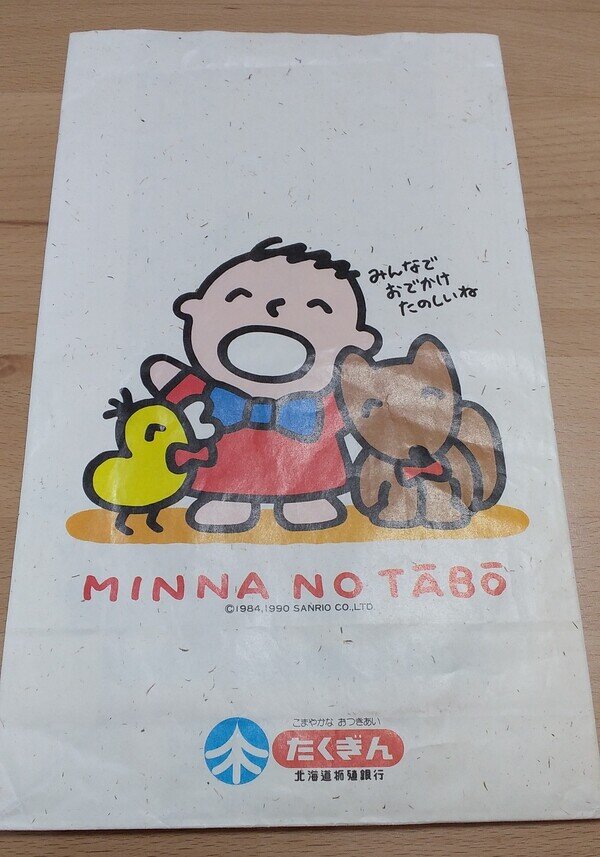 みんなで
おでかけ
たのしいね
MINNA NO TĀBŌ
©1984,1990 SANRIO CO.,LTD.
こまやかな おつきあい
たくぎん
北海道拓殖銀行